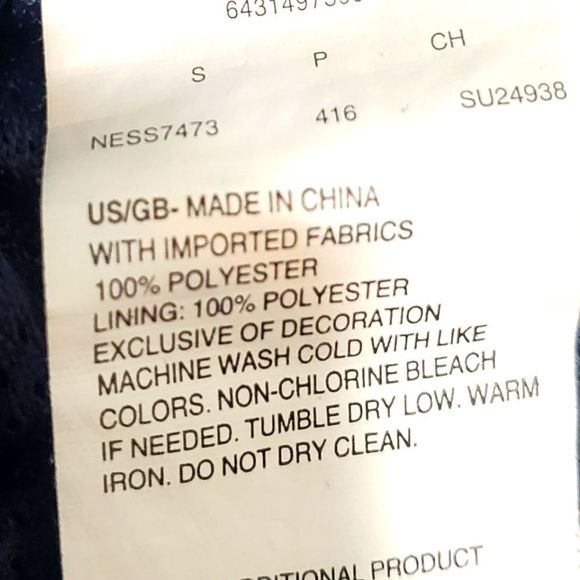 S P CH
NESS7473 416 SU24938
US/GB- MADE IN CHINA
WITH IMPORTED FABRICS
100% POLYESTER
LINING: 100% POLYESTER
EXCLUSIVE OF DECORATION
MACHINE WASH COLD WITH LIKE
COLORS. NON-CHLORINE BLEACH
IF NEEDED. TUMBLE DRY LOW. WARM
IRON. DO NOT DRY CLEAN.
PRODUCT